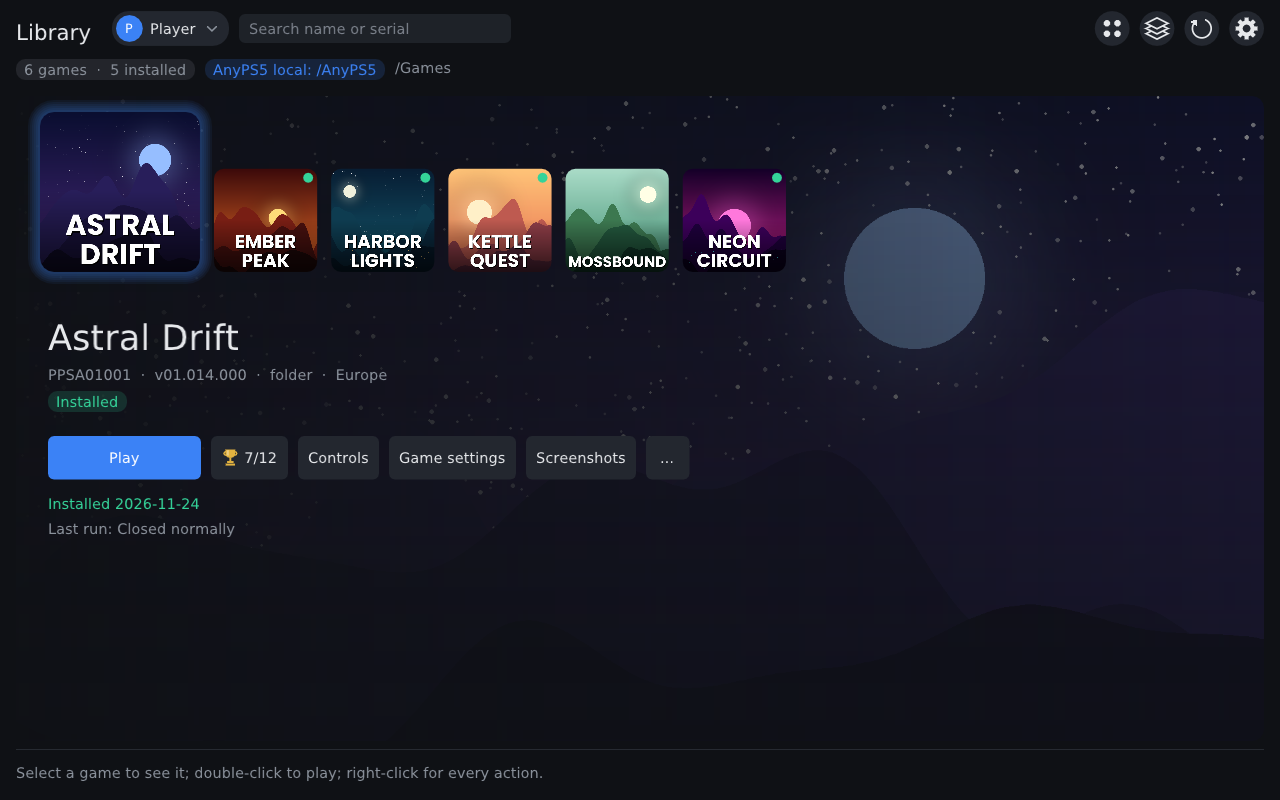 Library
P Player
Search name or serial
6 games · 5 installed
AnyPS5 local: /AnyPS5
/Games
ASTRAL
DRIFT
EMBER
PEAK
HARBOR
LIGHTS
KETTLE
QUEST
MOSSBOUND
NEON
CIRCUIT
Astral Drift
PPSA01001 · v01.014.000 · folder · Europe
Installed
Play
7/12
Controls
Game settings
Screenshots
...
Installed 2026-11-24
Last run: Closed normally
Select a game to see it; double-click to play; right-click for every action.